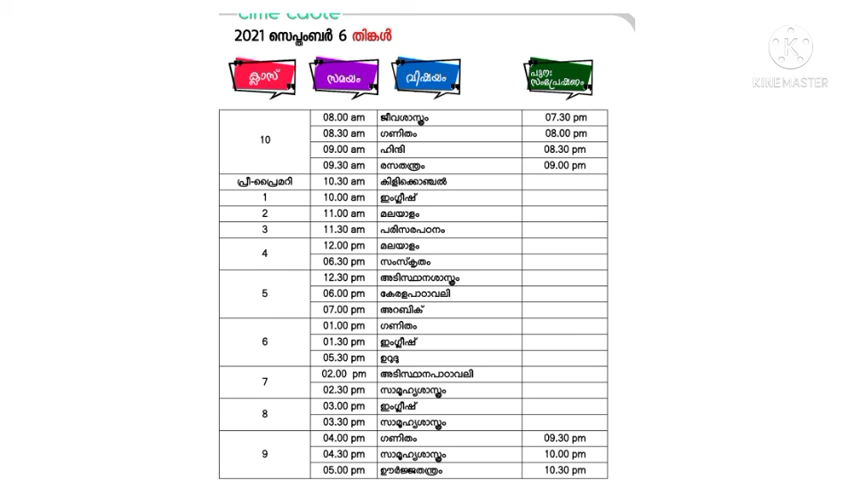 time table
2021 സെപ്തംബർ 6 തിങ്കൾ
ക്ലാസ് സമയം വിഷയം പുനഃസംപ്രേഷണം
KINEMASTER
10 08.00 am ജീവശാസ്ത്രം 07.30 pm
08.30 am ഗണിതം 08.00 pm
09.00 am ഹിന്ദി 08.30 pm
09.30 am രസതന്ത്രം 09.00 pm
പ്രീ-പ്രൈമറി 10.30 am കിളിക്കൊഞ്ചൽ
1 10.00 am ഇംഗ്ലീഷ്
2 11.00 am മലയാളം
3 11.30 am പരിസരപഠനം
4 12.00 pm മലയാളം
06.30 pm സംസ്കൃതം
5 12.30 pm അടിസ്ഥാനശാസ്ത്രം
06.00 pm കേരളപാഠാവലി
07.00 pm അറബിക്
6 01.00 pm ഗണിതം
01.30 pm ഇംഗ്ലീഷ്
05.30 pm ഉറുദു
7 02.00 pm അടിസ്ഥാനപാഠാവലി
02.30 pm സാമൂഹ്യശാസ്ത്രം
8 03.00 pm ഇംഗ്ലീഷ്
03.30 pm സാമൂഹ്യശാസ്ത്രം
9 04.00 pm ഗണിതം 09.30 pm
04.30 pm സാമൂഹ്യശാസ്ത്രം 10.00 pm
05.00 pm ഊർജ്ജതന്ത്രം 10.30 pm